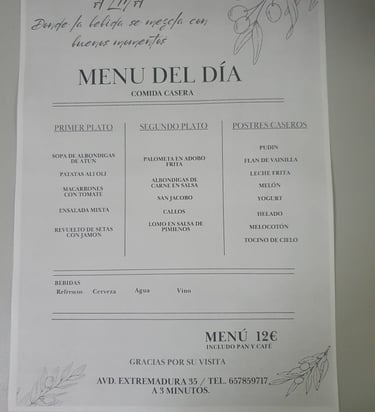 ALMA
Donde la bebida se mezcla con
buenos momentos
MENU DEL DÍA
COMIDA CASERA
PRIMER PLATO
SOPA DE ALBONDIGAS
DE ATUN
PATATAS ALI OLI
MACARRONES
CON TOMATE
ENSALADA MIXTA
REVUELTO DE SETAS
CON JAMON
SEGUNDO PLATO
PALOMETA EN ADOBO
FRITA
ALBONDIGAS DE
CARNE EN SALSA
SAN JACOBO
CALLOS
LOMO EN SALSA DE
PIMIENOS
POSTRES CASEROS
PUDIN
FLAN DE VAINILLA
LECHE FRITA
MELÓN
YOGURT
HELADO
MELOCOTÓN
TOCINO DE CIELO
BEBIDAS
Refrescos Cerveza Agua Vino
MENÚ 12€
INCLUIDO PAN Y CAFÉ
GRACIAS POR SU VISITA
AVD. EXTREMADURA 35 / TEL. 657859717,
A 3 MINUTOS.